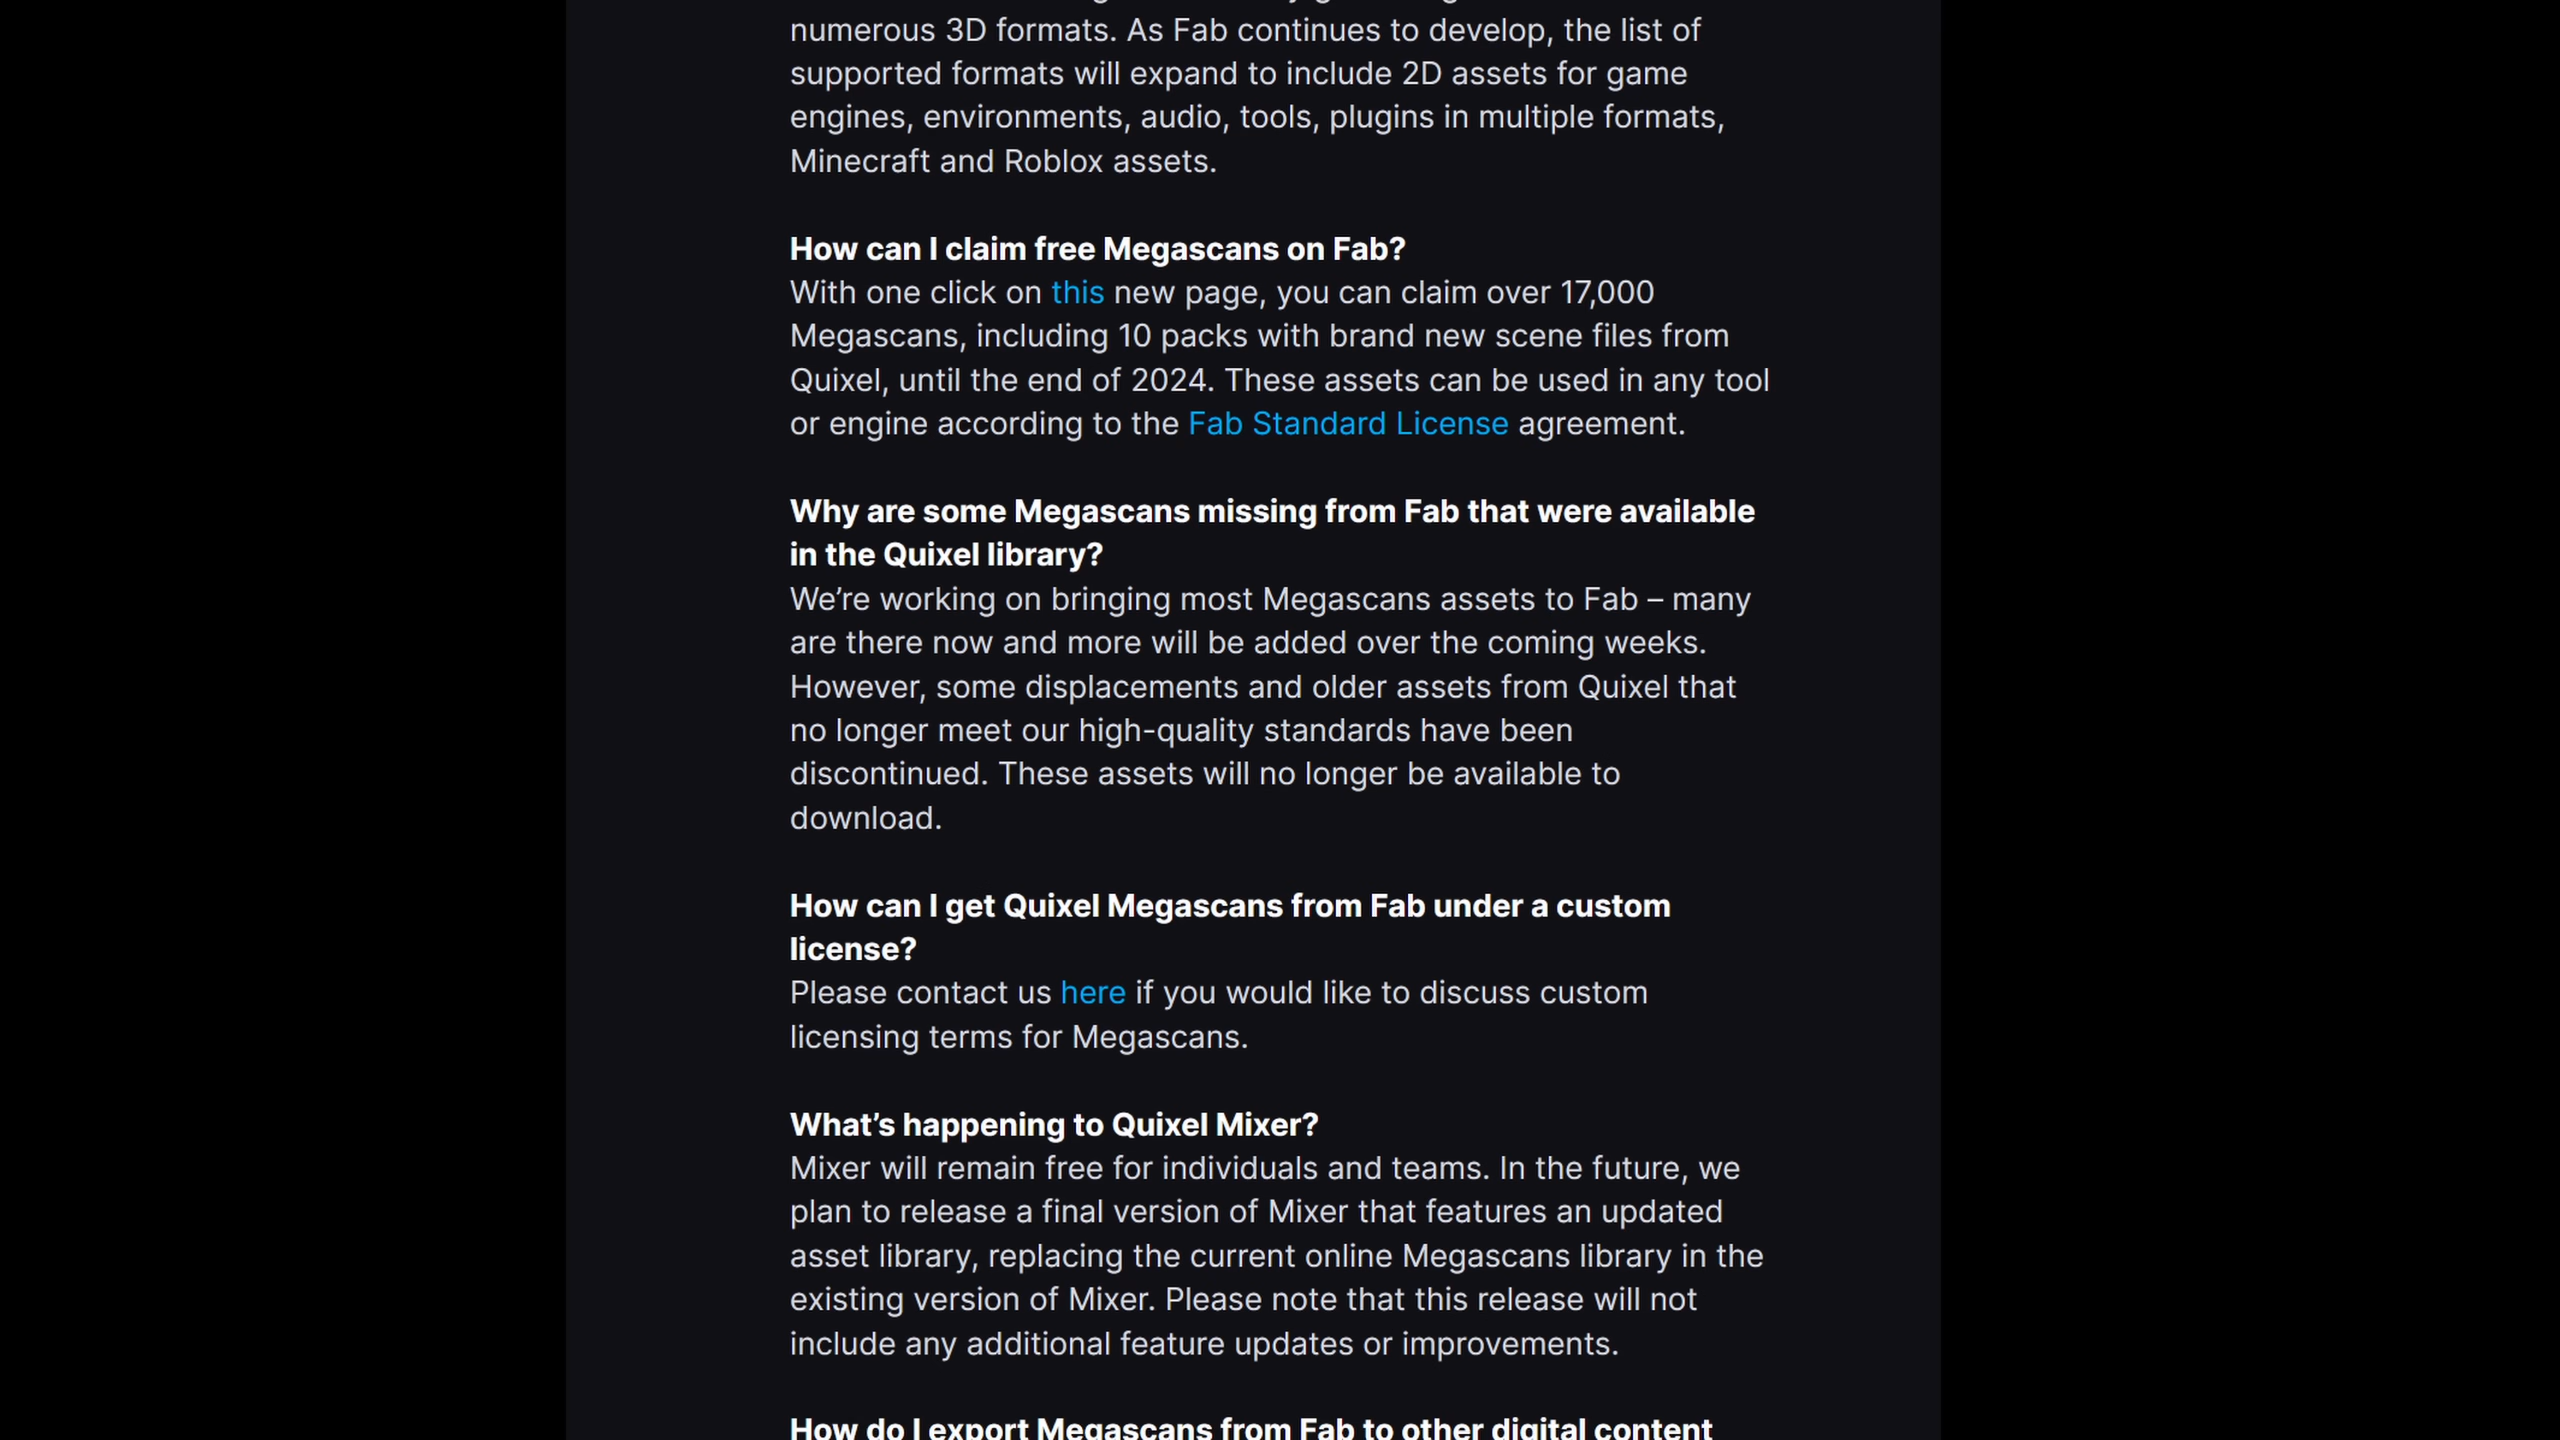 numerous 3D formats. As Fab continues to develop, the list of
supported formats will expand to include 2D assets for game
engines, environments, audio, tools, plugins in multiple formats,
Minecraft and Roblox assets.
How can I claim free Megascans on Fab?
With one click on this new page, you can claim over 17,000
Megascans, including 10 packs with brand new scene files from
Quixel, until the end of 2024. These assets can be used in any tool
or engine according to the Fab Standard License agreement.
Why are some Megascans missing from Fab that were available
in the Quixel library?
We’re working on bringing most Megascans assets to Fab – many
are there now and more will be added over the coming weeks.
However, some displacements and older assets from Quixel that
no longer meet our high-quality standards have been
discontinued. These assets will no longer be available to
download.
How can I get Quixel Megascans from Fab under a custom
license?
Please contact us here if you would like to discuss custom
licensing terms for Megascans.
What’s happening to Quixel Mixer?
Mixer will remain free for individuals and teams. In the future, we
plan to release a final version of Mixer that features an updated
asset library, replacing the current online Megascans library in the
existing version of Mixer. Please note that this release will not
include any additional feature updates or improvements.
How do I export Megascans from Fab to other digital content